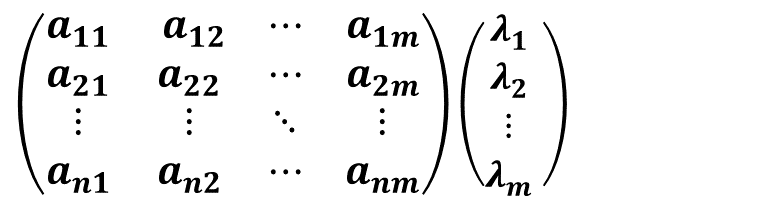 a₁₁ a₁₂ ⋯ a₁ₘ λ₁
a₂₁ a₂₂ ⋯ a₂ₘ λ₂
⋮ ⋮ ⋱ ⋮ ⋮
aₙ₁ aₙ₂ ⋯ aₙₘ λₘ